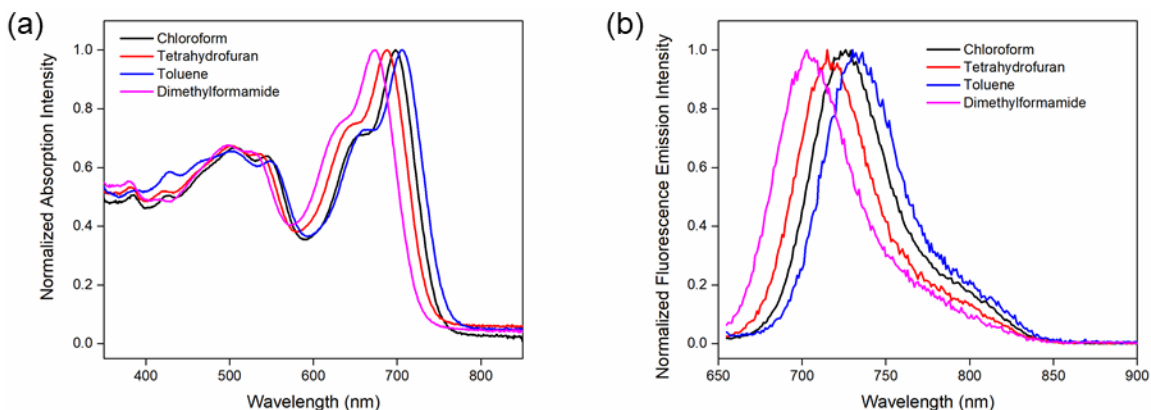 (a)
Normalized Absorption Intensity
1.0
0.8
0.6
0.4
0.2
0.0
Chloroform
Tetrahydrofuran
Toluene
Dimethylformamide
400 500 600 700 800
Wavelength (nm)
(b)
Normalized Fluorescence Emission Intensity
1.0
0.8
0.6
0.4
0.2
0.0
Chloroform
Tetrahydrofuran
Toluene
Dimethylformamide
650 700 750 800 850 900
Wavelength (nm)